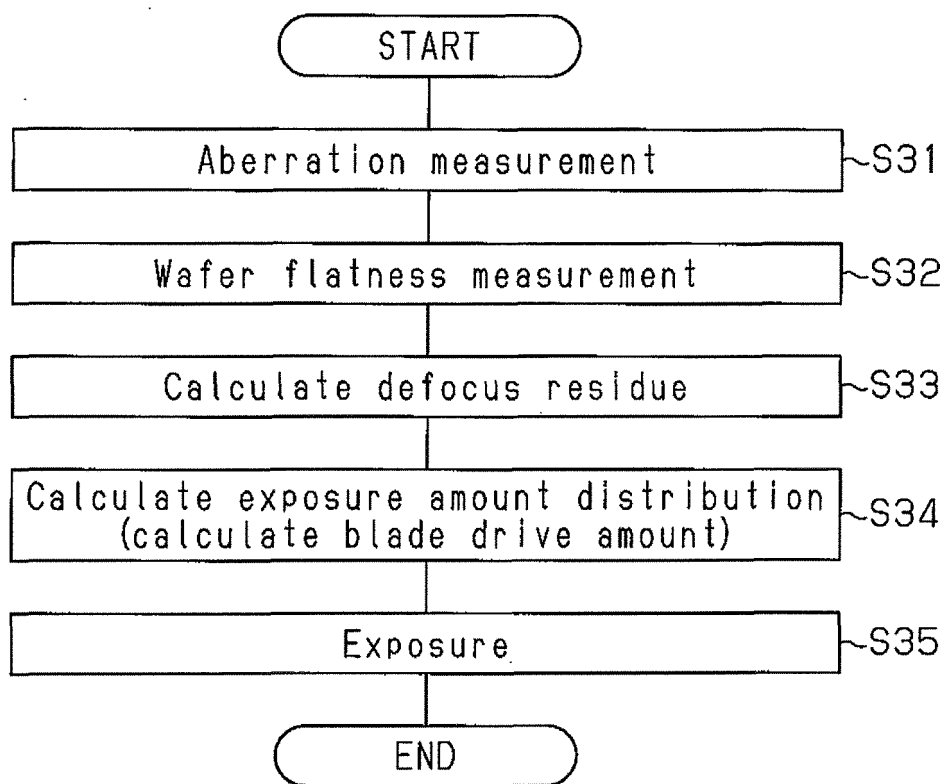 START
Aberration measurement
~S31
Wafer flatness measurement
~S32
Calculate defocus residue
~S33
Calculate exposure amount distribution
(calculate blade drive amount)
~S34
Exposure
~S35
END